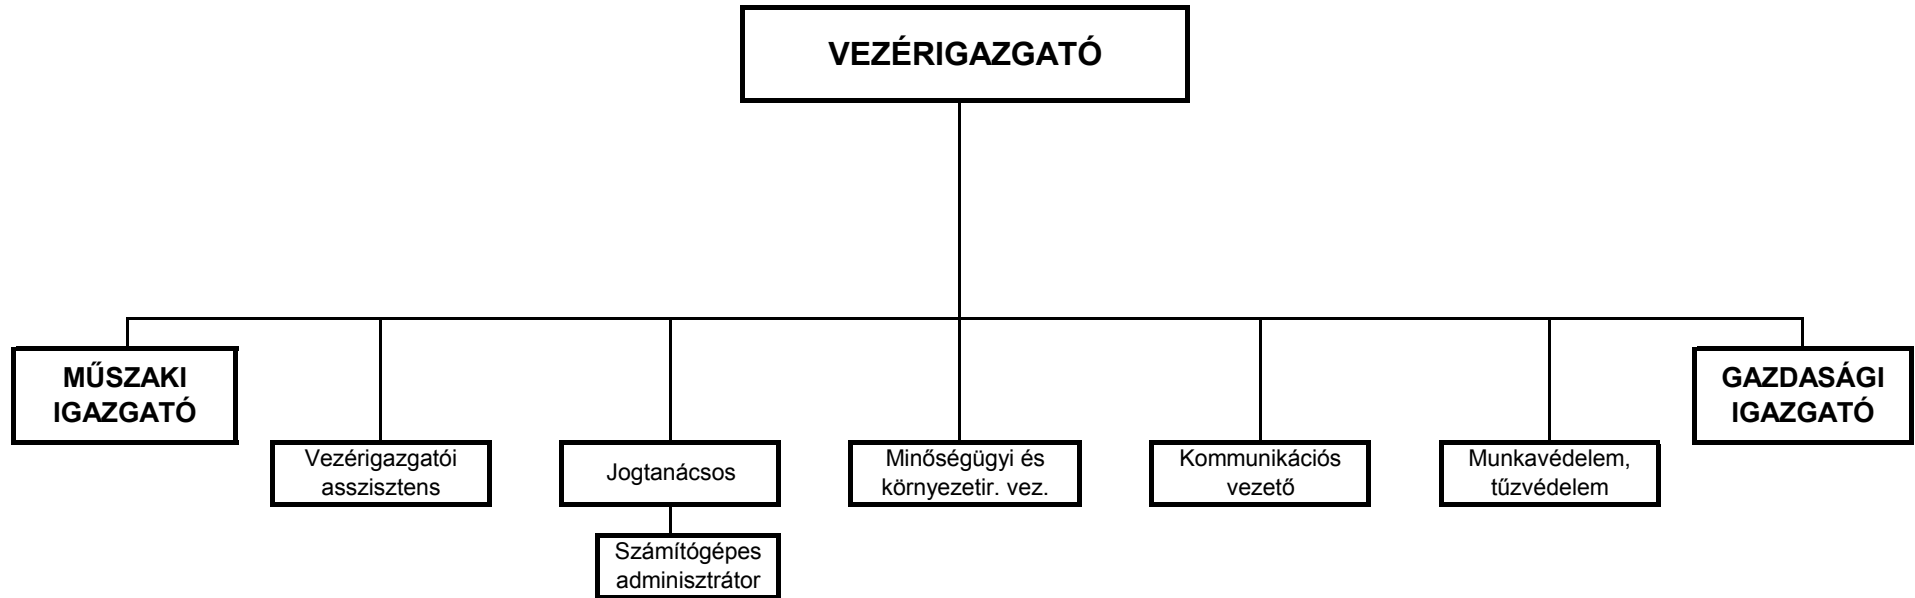 VEZÉRIGAZGATÓ
MŰSZAKI
IGAZGATÓ
GAZDASÁGI
IGAZGATÓ
Vezérigazgatói
asszisztens
Jogtanácsos
Minőségügyi és
környezetir. vez.
Kommunikációs
vezető
Munkavédelem,
tűzvédelem
Számítógépes
adminisztrátor